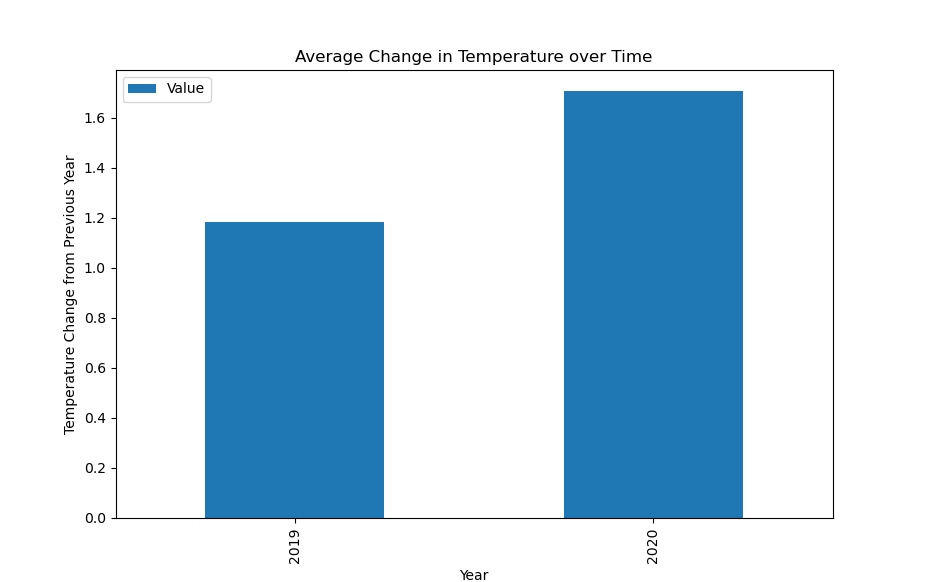 Average Change in Temperature over Time
Value
Temperature Change from Previous Year
1.6
1.4
1.2
1.0
0.8
0.6
0.4
0.2
0.0
2019
2020
Year